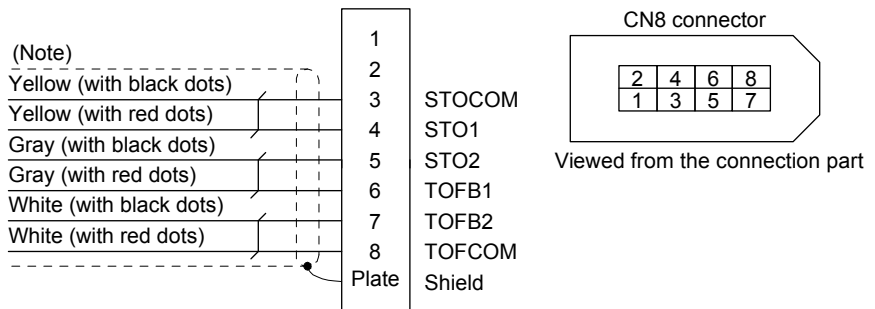 (Note)
Yellow (with black dots)
Yellow (with red dots)
Gray (with black dots)
Gray (with red dots)
White (with black dots)
White (with red dots)
1
2
3 STOCOM
4 STO1
5 STO2
6 TOFB1
7 TOFB2
8 TOFCOM
Plate Shield
CN8 connector
2 4 6 8
1 3 5 7
Viewed from the connection part